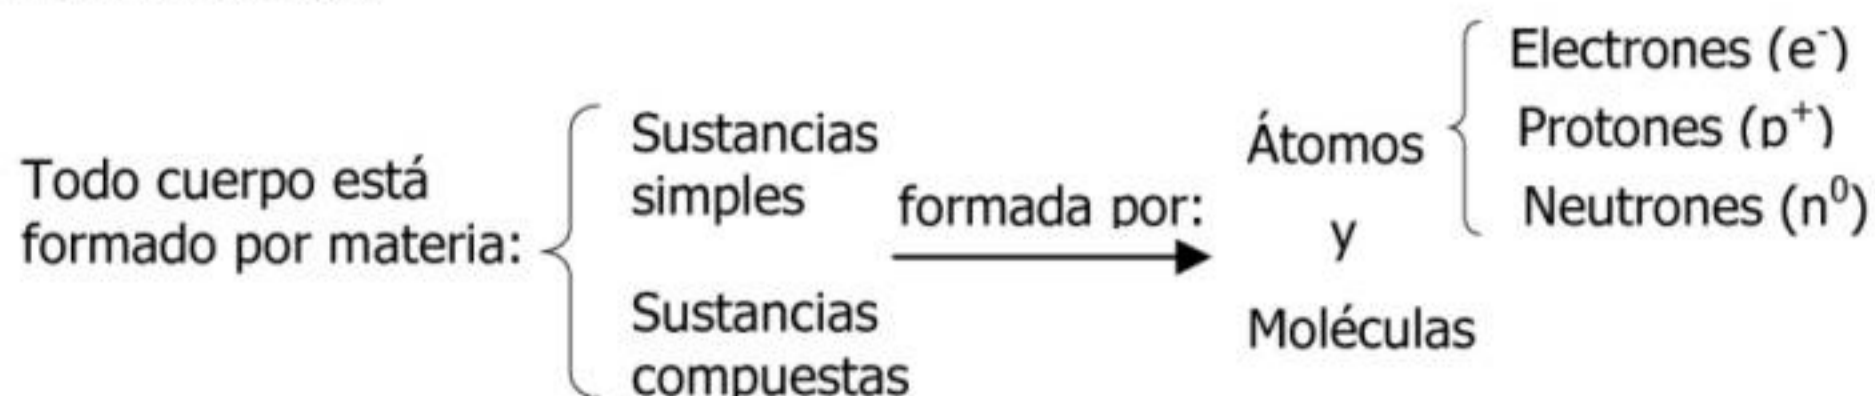 Todo cuerpo está
formado por materia:
Sustancias
simples
Sustancias
compuestas
formada por:
Átomos
y
Moléculas
Electrones (e⁻)
Protones (p⁺)
Neutrones (n⁰)